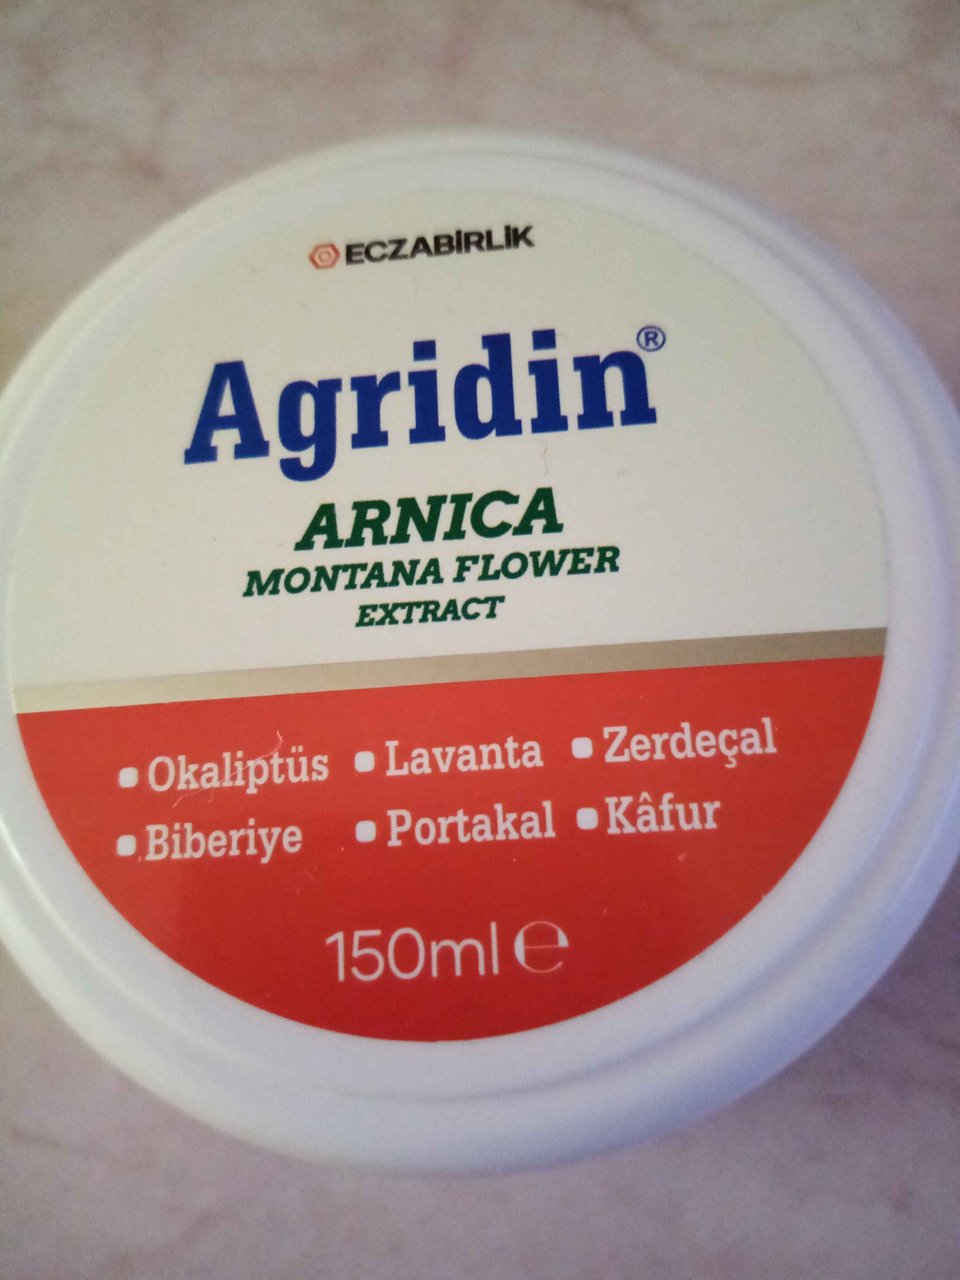 ECZABİRLİK
Agridin®
ARNICA
MONTANA FLOWER
EXTRACT
▪ Okaliptüs ▪ Lavanta ▪ Zerdeçal
▪ Biberiye ▪ Portakal ▪ Kâfur
150ml ℮